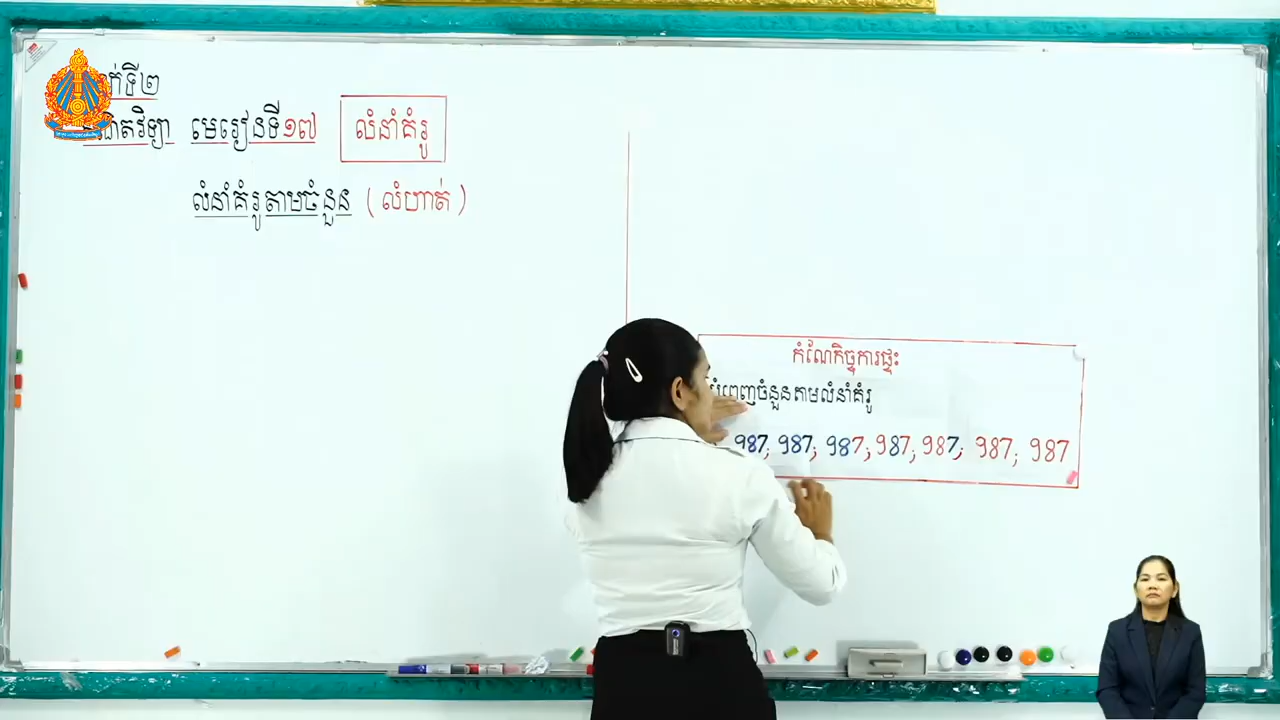 ទី២
គណិតវិទ្យា មេរៀនទី១៧ លំនាំគំរូ
លំនាំគំរូតាមចំនួន (លំហាត់)
កំណែកិច្ចការផ្ទះ
បំពេញចំនួនតាមលំនាំគំរូ
987; 987; 987; 987; 987; 987; 987